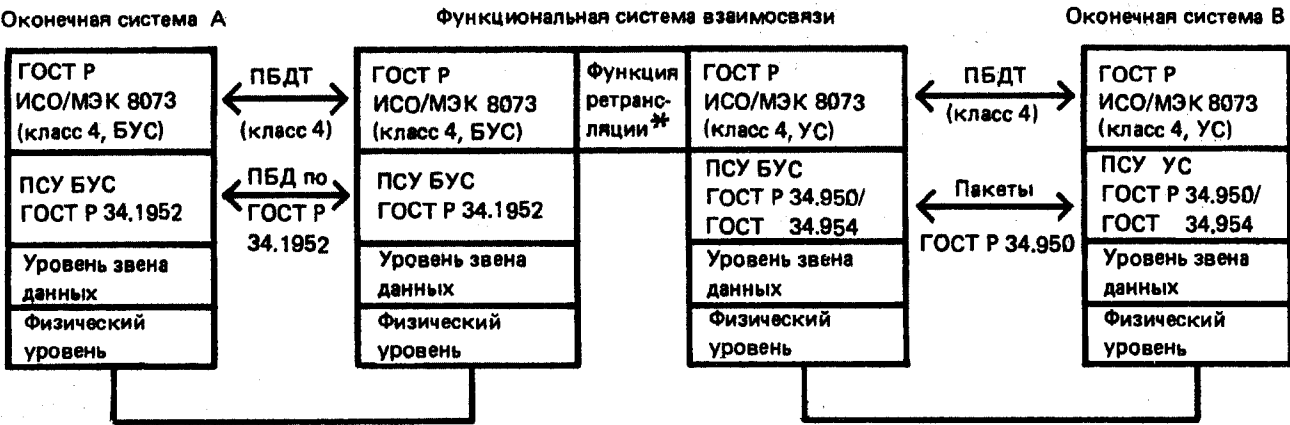 Оконечная система А
Функциональная система взаимосвязи
Оконечная система В
ГОСТ Р
ИСО/МЭК 8073
(класс 4, БУС)
ПСУ БУС
ГОСТ Р 34.1952
Уровень звена
данных
Физический
уровень
ПБДТ
(класс 4)
ПБД по
ГОСТ Р
34.1952
ГОСТ Р
ИСО/МЭК 8073
(класс 4, БУС)
ПСУ БУС
ГОСТ Р 34.1952
Уровень звена
данных
Физический
уровень
Функция
ретранс-
ляции*
ГОСТ Р
ИСО/МЭК 8073
(класс 4, УС)
ПСУ БУС
ГОСТ Р 34.950/
ГОСТ 34.954
Уровень звена
данных
Физический
уровень
ПБДТ
(класс 4)
Пакеты
ГОСТ Р 34.950
ГОСТ Р
ИСО/МЭК 8073
(класс 4, УС)
ПСУ УС
ГОСТ Р 34.950/
ГОСТ 34.954
Уровень звена
данных
Физический
уровень